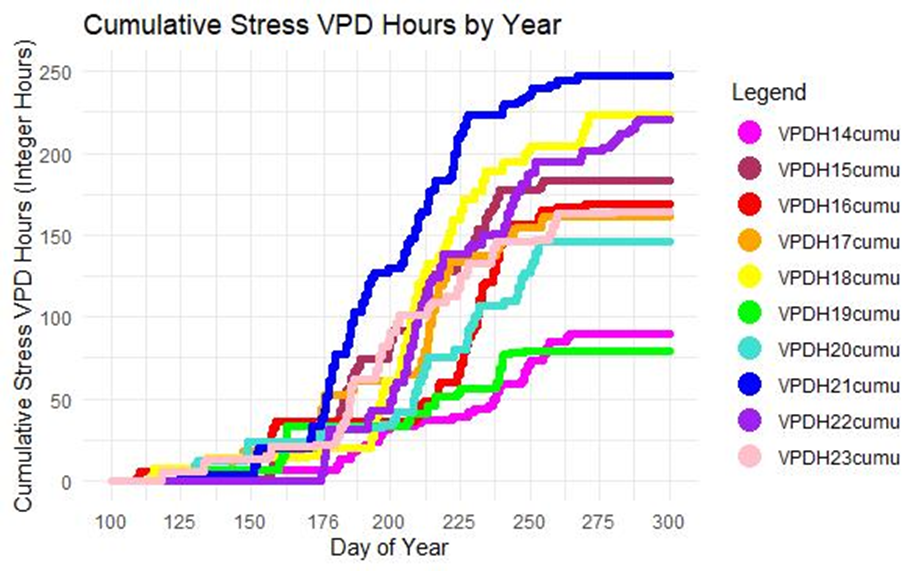 Cumulative Stress VPD Hours by Year
Cumulative Stress VPD Hours (Integer Hours)
250
200
150
100
50
0
100 125 150 176 200 225 250 275 300
Day of Year
Legend
VPDH14cumu
VPDH15cumu
VPDH16cumu
VPDH17cumu
VPDH18cumu
VPDH19cumu
VPDH20cumu
VPDH21cumu
VPDH22cumu
VPDH23cumu